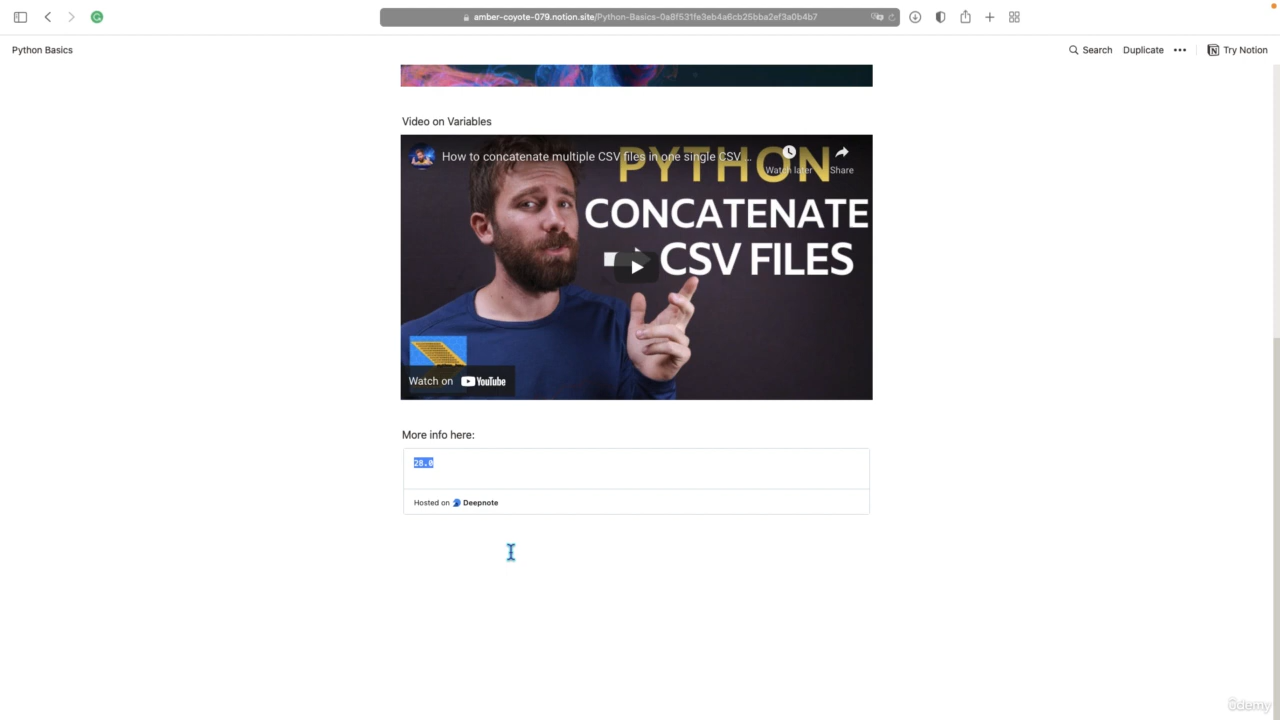 amber-coyote-079.notion.site/Python-Basics-0a8f531fe3eb4a6cb25bba2ef3a0b4b7
Python Basics
Search
Duplicate
Try Notion
Video on Variables
How to concatenate multiple CSV files in one single CSV ...
Watch later
Share
PYTHON
CONCATENATE
CSV FILES
Watch on YouTube
More info here:
28.0
Hosted on Deepnote
ûdemy